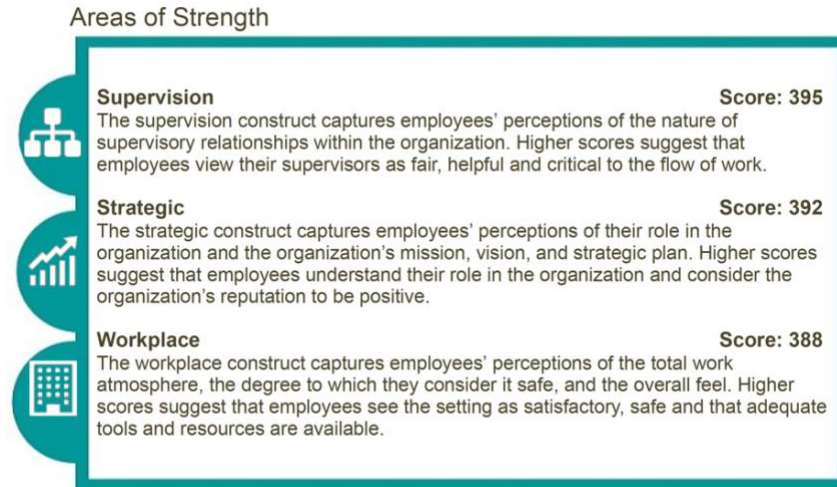 Areas of Strength
Supervision Score: 395
The supervision construct captures employees’ perceptions of the nature of
supervisory relationships within the organization. Higher scores suggest that
employees view their supervisors as fair, helpful and critical to the flow of work.
Strategic Score: 392
The strategic construct captures employees’ perceptions of their role in the
organization and the organization’s mission, vision, and strategic plan. Higher scores
suggest that employees understand their role in the organization and consider the
organization’s reputation to be positive.
Workplace Score: 388
The workplace construct captures employees’ perceptions of the total work
atmosphere, the degree to which they consider it safe, and the overall feel. Higher
scores suggest that employees see the setting as satisfactory, safe and that adequate
tools and resources are available.